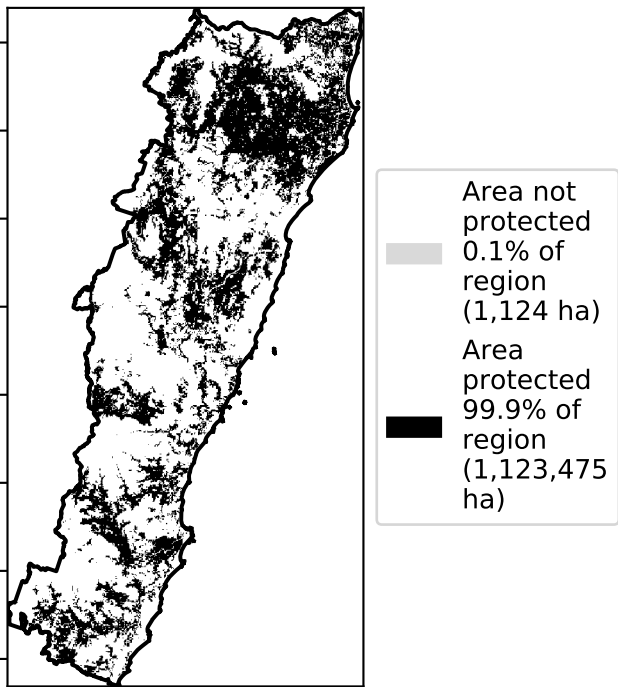 Area not
protected
0.1% of
region
(1,124 ha)
Area
protected
99.9% of
region
(1,123,475
ha)